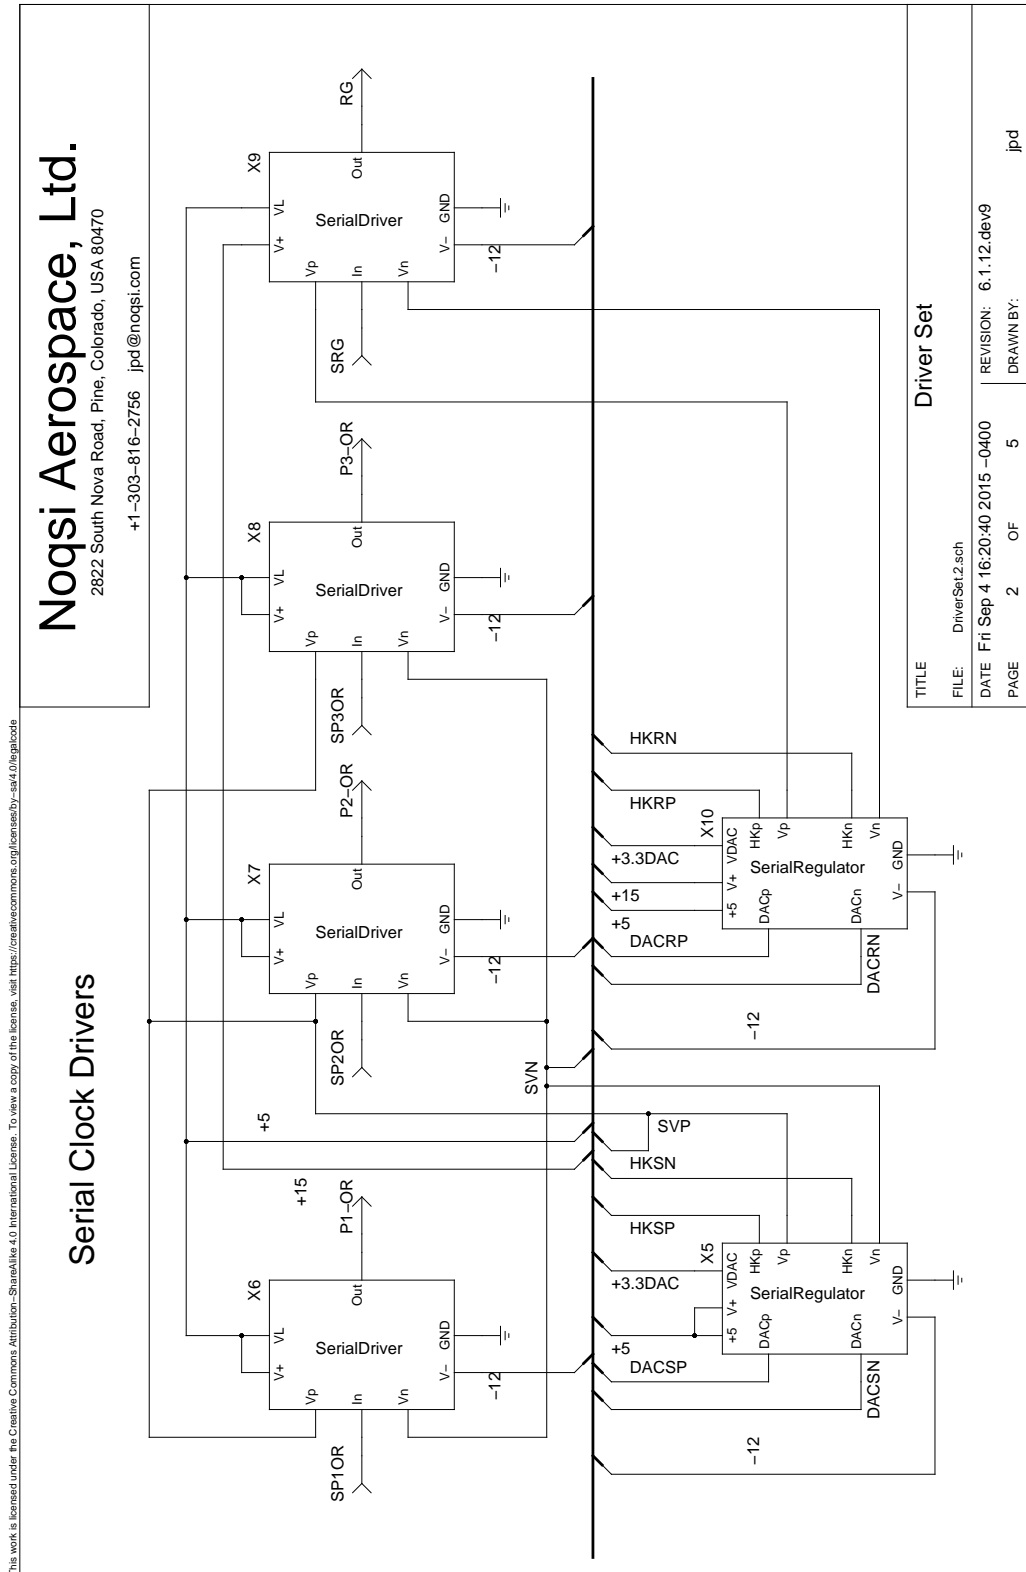 This work is licensed under the Creative Commons Attribution−ShareAlike 4.0 International License. To view a copy of the license, visit https://creativecommons.org/licenses/by−sa/4.0/legalcode
Noqsi Aerospace, Ltd.
2822 South Nova Road, Pine, Colorado, USA 80470
+1−303−816−2756 jpd@noqsi.com
Serial Clock Drivers
+5
+15
X6
SerialDriver
V+
VL
Vp
In
Vn
Out
V−
GND
SP1OR
P1−OR
−12
X7
SerialDriver
V+
VL
Vp
In
Vn
Out
V−
GND
SP2OR
P2−OR
−12
X8
SerialDriver
V+
VL
Vp
In
Vn
Out
V−
GND
SP3OR
P3−OR
−12
X9
SerialDriver
V+
VL
Vp
In
Vn
Out
V−
GND
SRG
RG
−12
SVN
SVP
X5
SerialRegulator
+5
V+
VDAC
DACp
DACn
HKp
Vp
HKn
Vn
V−
GND
−12
DACSN
DACSP
+5
+3.3DAC
HKSP
HKSN
X10
SerialRegulator
+5
V+
VDAC
DACp
DACn
HKp
Vp
HKn
Vn
V−
GND
−12
DACRN
DACRP
+5
+15
+3.3DAC
HKRP
HKRN
TITLE
Driver Set
FILE: DriverSet.2.sch
REVISION: 6.1.12.dev9
DATE Fri Sep 4 16:20:40 2015 −0400
PAGE 2 OF 5
DRAWN BY: jpd